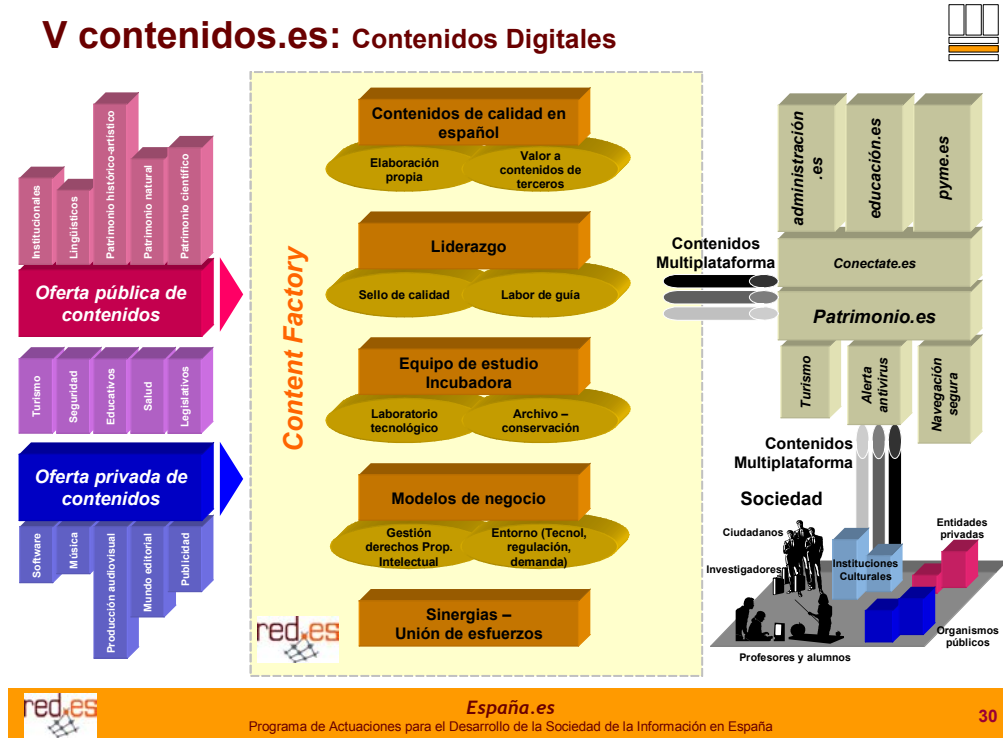 V contenidos.es: Contenidos Digitales
Institucionales
Lingüísticos
Patrimonio histórico-artístico
Patrimonio natural
Patrimonio científico
Oferta pública de
contenidos
Turismo
Seguridad
Educativos
Salud
Legislativos
Oferta privada de
contenidos
Software
Música
Producción audiovisual
Mundo editorial
Publicidad
Content Factory
Contenidos de calidad en
español
Elaboración
propia
Valor a
contenidos de
terceros
Liderazgo
Sello de calidad
Labor de guía
Equipo de estudio
Incubadora
Laboratorio
tecnológico
Archivo –
conservación
Modelos de negocio
Gestión
derechos Prop.
Intelectual
Entorno (Tecnol,
regulación,
demanda)
Sinergias –
Unión de esfuerzos
red.es
Contenidos
Multiplataforma
administración
.es
educación.es
pyme.es
Conectate.es
Patrimonio.es
Turismo
Alerta
antivirus
Navegación
segura
Contenidos
Multiplataforma
Sociedad
Ciudadanos
Investigadores
Profesores y alumnos
Instituciones
Culturales
Entidades
privadas
Organismos
públicos
red.es
España.es
Programa de Actuaciones para el Desarrollo de la Sociedad de la Información en España
30